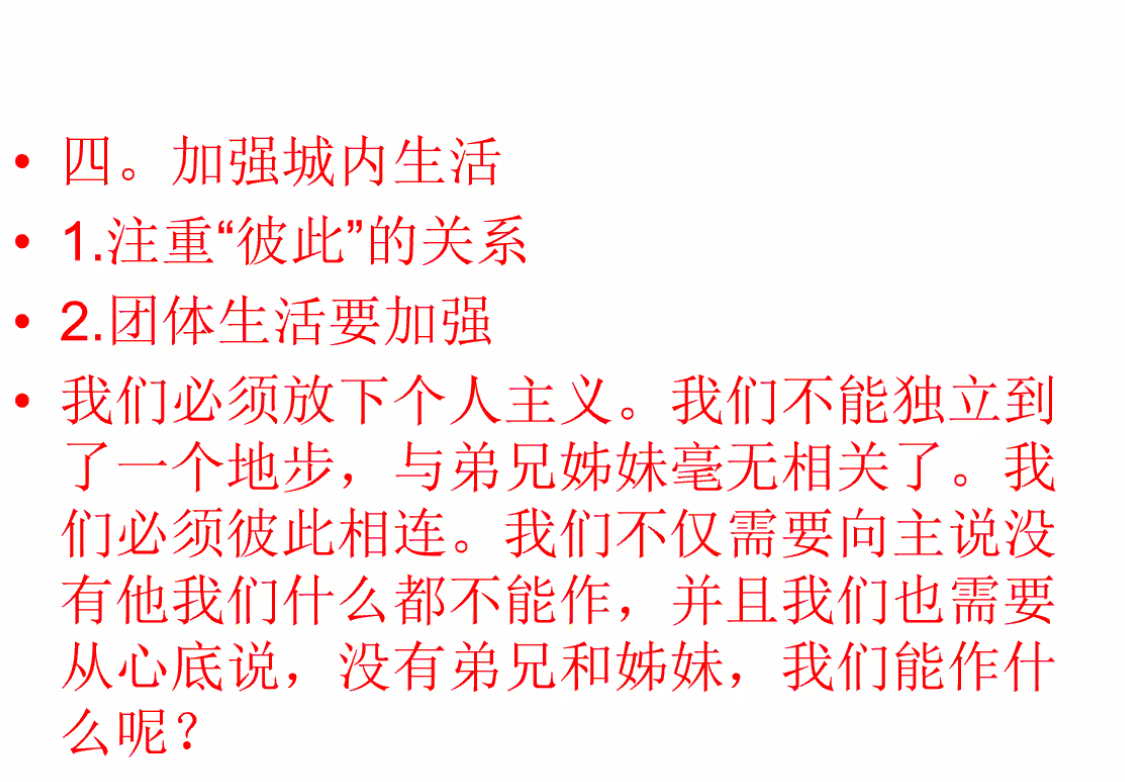 • 四。加强城内生活
• 1.注重“彼此”的关系
• 2.团体生活要加强
• 我们必须放下个人主义。我们不能独立到
了一个地步，与弟兄姊妹毫无相关了。我
们必须彼此相连。我们不仅需要向主说没
有他我们什么都不能作，并且我们也需要
从心底说，没有弟兄和姊妹，我们能作什
么呢？